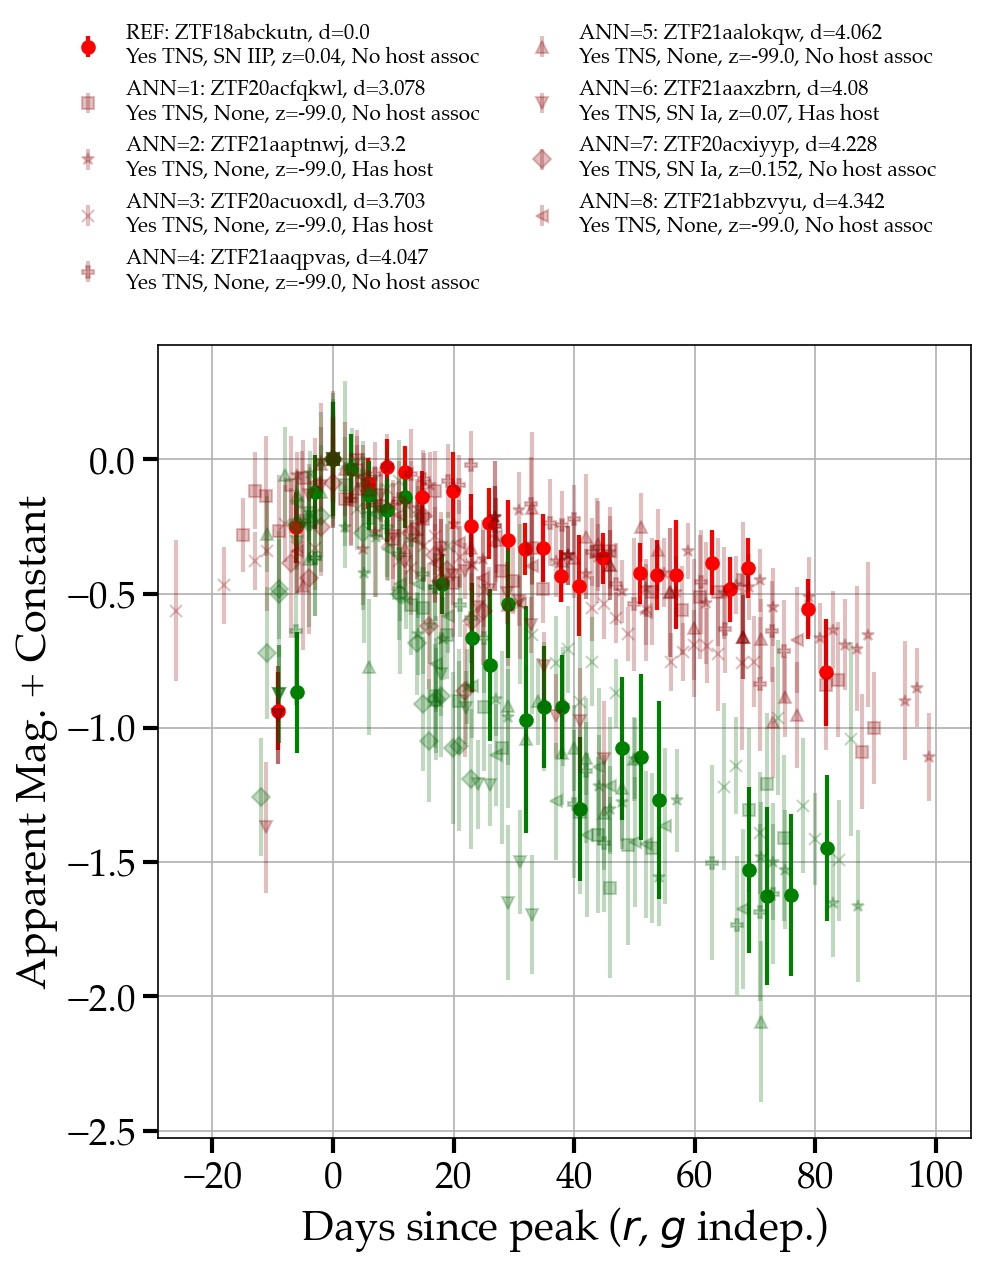 REF: ZTF18abckutn, d=0.0
Yes TNS, SN IIP, z=0.04, No host assoc
ANN=1: ZTF20acfqkwl, d=3.078
Yes TNS, None, z=-99.0, No host assoc
ANN=2: ZTF21aaptnwj, d=3.2
Yes TNS, None, z=-99.0, Has host
ANN=3: ZTF20acuoxdl, d=3.703
Yes TNS, None, z=-99.0, Has host
ANN=4: ZTF21aaqpvas, d=4.047
Yes TNS, None, z=-99.0, No host assoc
ANN=5: ZTF21aalokqw, d=4.062
Yes TNS, None, z=-99.0, No host assoc
ANN=6: ZTF21aaxzbrn, d=4.08
Yes TNS, SN Ia, z=0.07, Has host
ANN=7: ZTF20acxiyyp, d=4.228
Yes TNS, SN Ia, z=0.152, No host assoc
ANN=8: ZTF21abbzvyu, d=4.342
Yes TNS, None, z=-99.0, No host assoc
Apparent Mag. + Constant
0.0
−0.5
−1.0
−1.5
−2.0
−2.5
−20 0 20 40 60 80 100
Days since peak (r, g indep.)